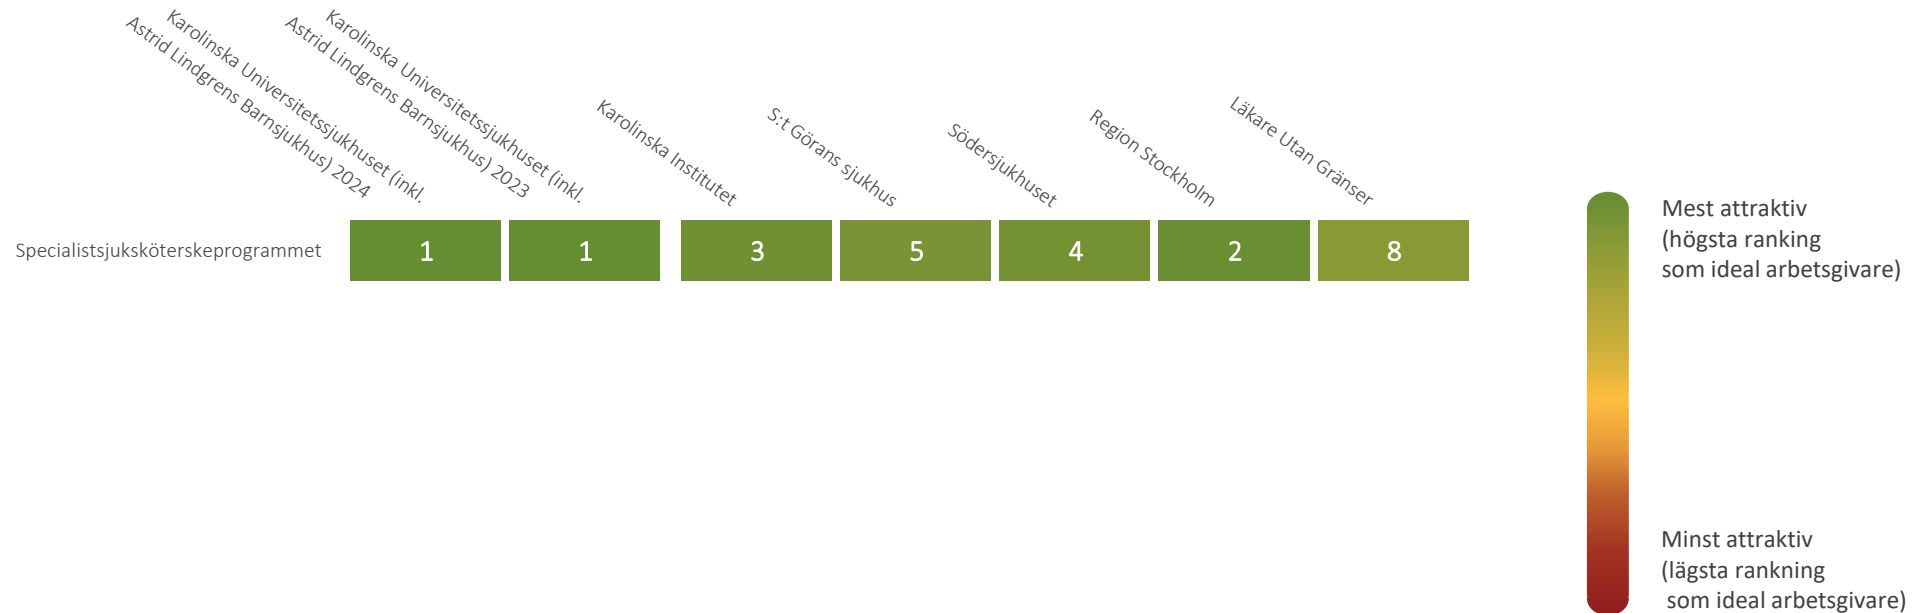 Karolinska Universitetssjukhuset (inkl.
Astrid Lindgrens Barnsjukhus) 2024
Karolinska Universitetssjukhuset (inkl.
Astrid Lindgrens Barnsjukhus) 2023
Karolinska Institutet
S:t Görans sjukhus
Södersjukhuset
Region Stockholm
Läkare Utan Gränser
Specialistsjuksköterskeprogrammet 1 1 3 5 4 2 8
Mest attraktiv
(högsta ranking
som ideal arbetsgivare)
Minst attraktiv
(lägsta rankning
som ideal arbetsgivare)